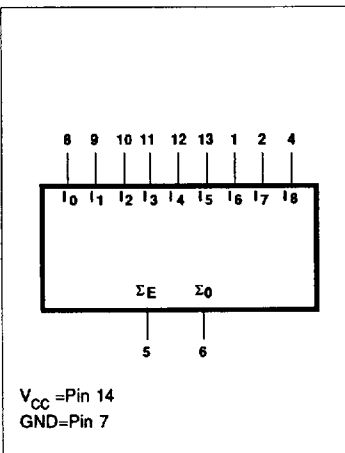 8 9 10 11 12 13 1 2 4
I0 I1 I2 I3 I4 I5 I6 I7 I8
ΣE ΣO
5 6
VCC =Pin 14
GND=Pin 7